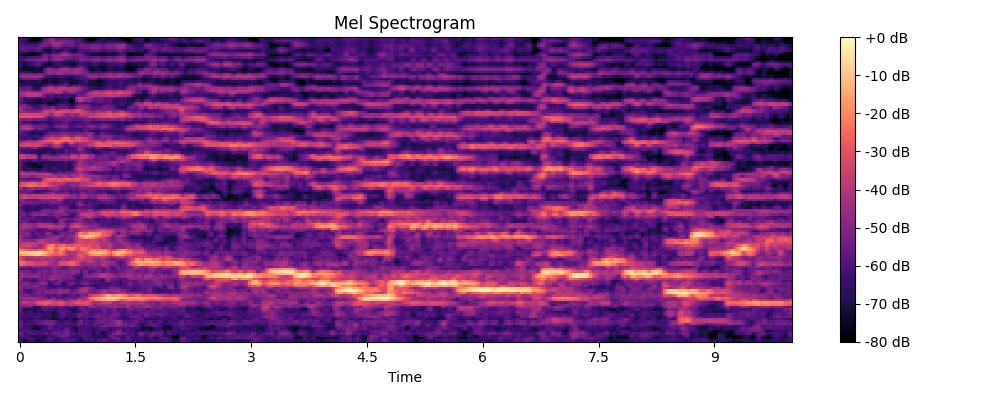 Mel Spectrogram
+0 dB
-10 dB
-20 dB
-30 dB
-40 dB
-50 dB
-60 dB
-70 dB
-80 dB
0 1.5 3 4.5 6 7.5 9
Time